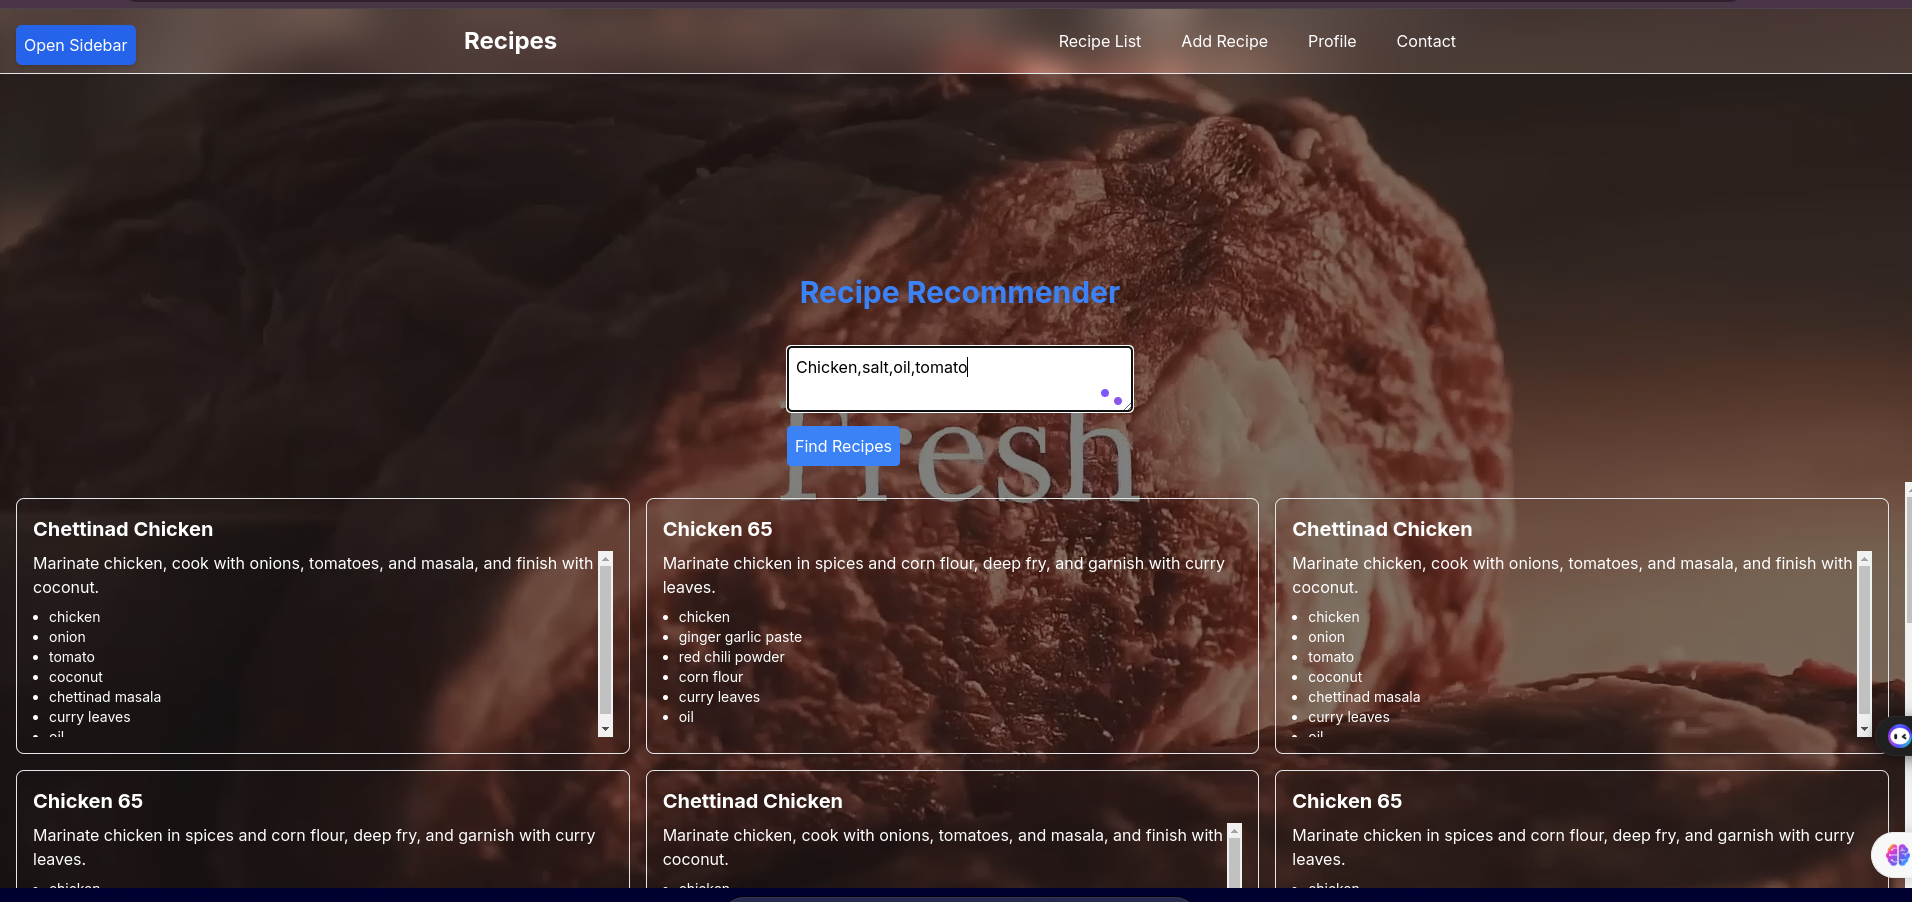 Open Sidebar
Recipes
Recipe List
Add Recipe
Profile
Contact
Recipe Recommender
Chicken,salt,oil,tomato
Fresh
Find Recipes
Chettinad Chicken
Marinate chicken, cook with onions, tomatoes, and masala, and finish with
coconut.
chicken
onion
tomato
coconut
chettinad masala
curry leaves
oil
Chicken 65
Marinate chicken in spices and corn flour, deep fry, and garnish with curry
leaves.
chicken
ginger garlic paste
red chili powder
corn flour
curry leaves
oil
Chettinad Chicken
Marinate chicken, cook with onions, tomatoes, and masala, and finish with
coconut.
chicken
onion
tomato
coconut
chettinad masala
curry leaves
oil
Chicken 65
Marinate chicken in spices and corn flour, deep fry, and garnish with curry
leaves.
chicken
Chettinad Chicken
Marinate chicken, cook with onions, tomatoes, and masala, and finish with
coconut.
chicken
Chicken 65
Marinate chicken in spices and corn flour, deep fry, and garnish with curry
leaves.
chicken